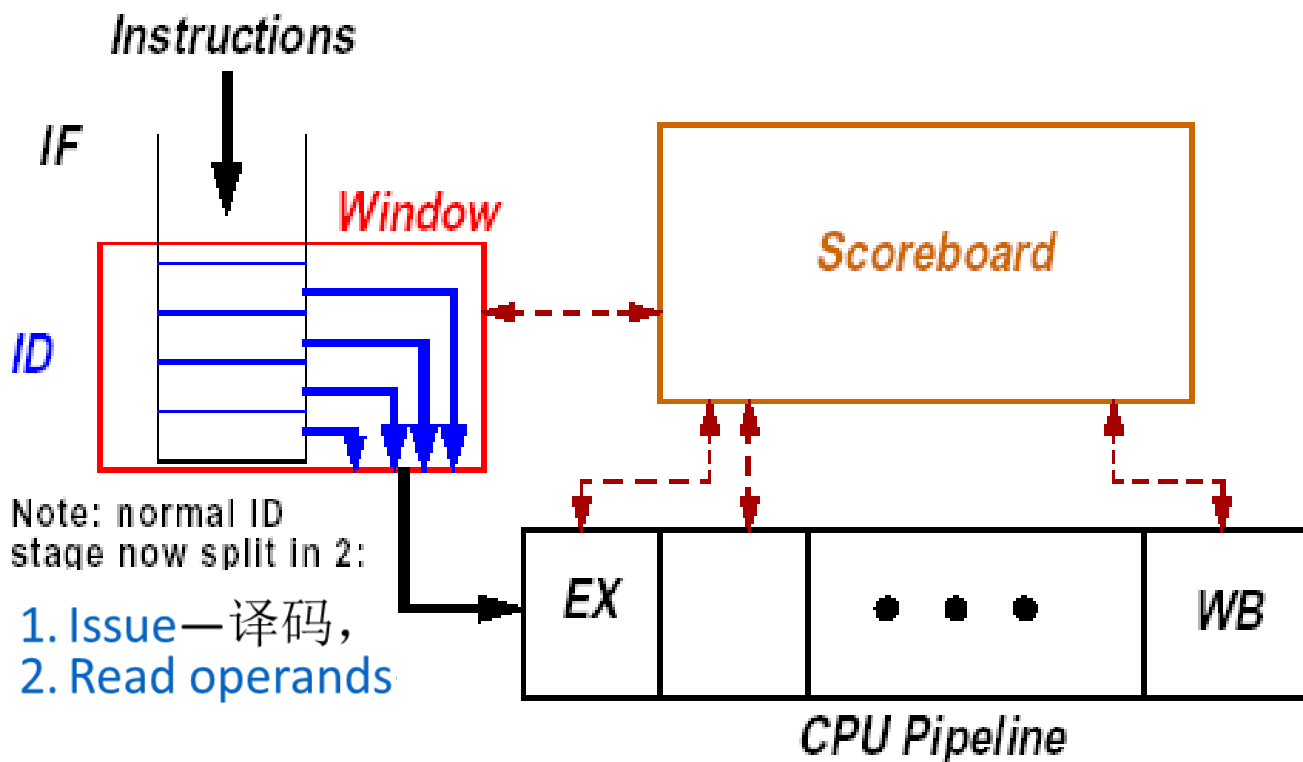 Instructions
IF
Window
Scoreboard
ID
Note: normal ID
stage now split in 2:
1. Issue—译码，
2. Read operands
EX
WB
CPU Pipeline